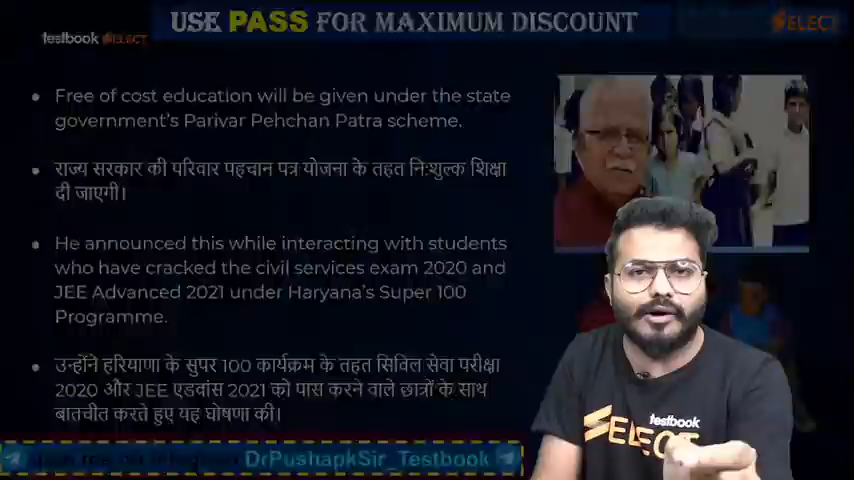 USE PASS FOR MAXIMUM DISCOUNT
SELECT
testbook SELECT
Free of cost education will be given under the state
government's Parivar Pehchan Patra scheme.
राज्य सरकार की परिवार पहचान पत्र योजना के तहत नि:शुल्क शिक्षा
दी जाएगी।
He announced this while interacting with students
who have cracked the civil services exam 2020 and
JEE Advanced 2021 under Haryana's Super 100
Programme.
उन्होंने हरियाणा के सुपर 100 कार्यक्रम के तहत सिविल सेवा परीक्षा
2020 और JEE एडवांस 2021 को पास करने वाले छात्रों के साथ
बातचीत करते हुए यह घोषणा की।
testbook
SELECT
DrPushapkSir_Testbook